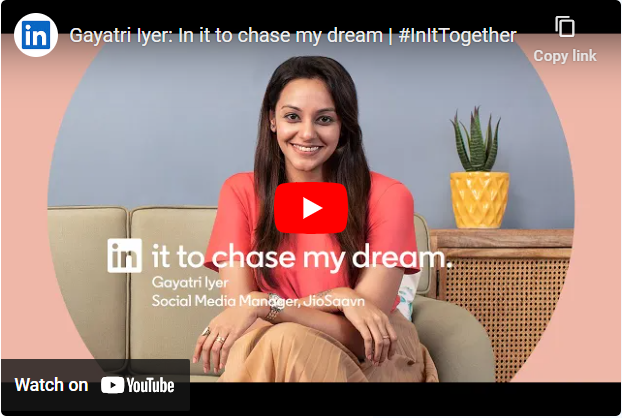 in Gayatri Iyer: In it to chase my dream | #InItTogether
Copy link
in it to chase my dream.
Gayatri Iyer
Social Media Manager, JioSaavn
Watch on YouTube